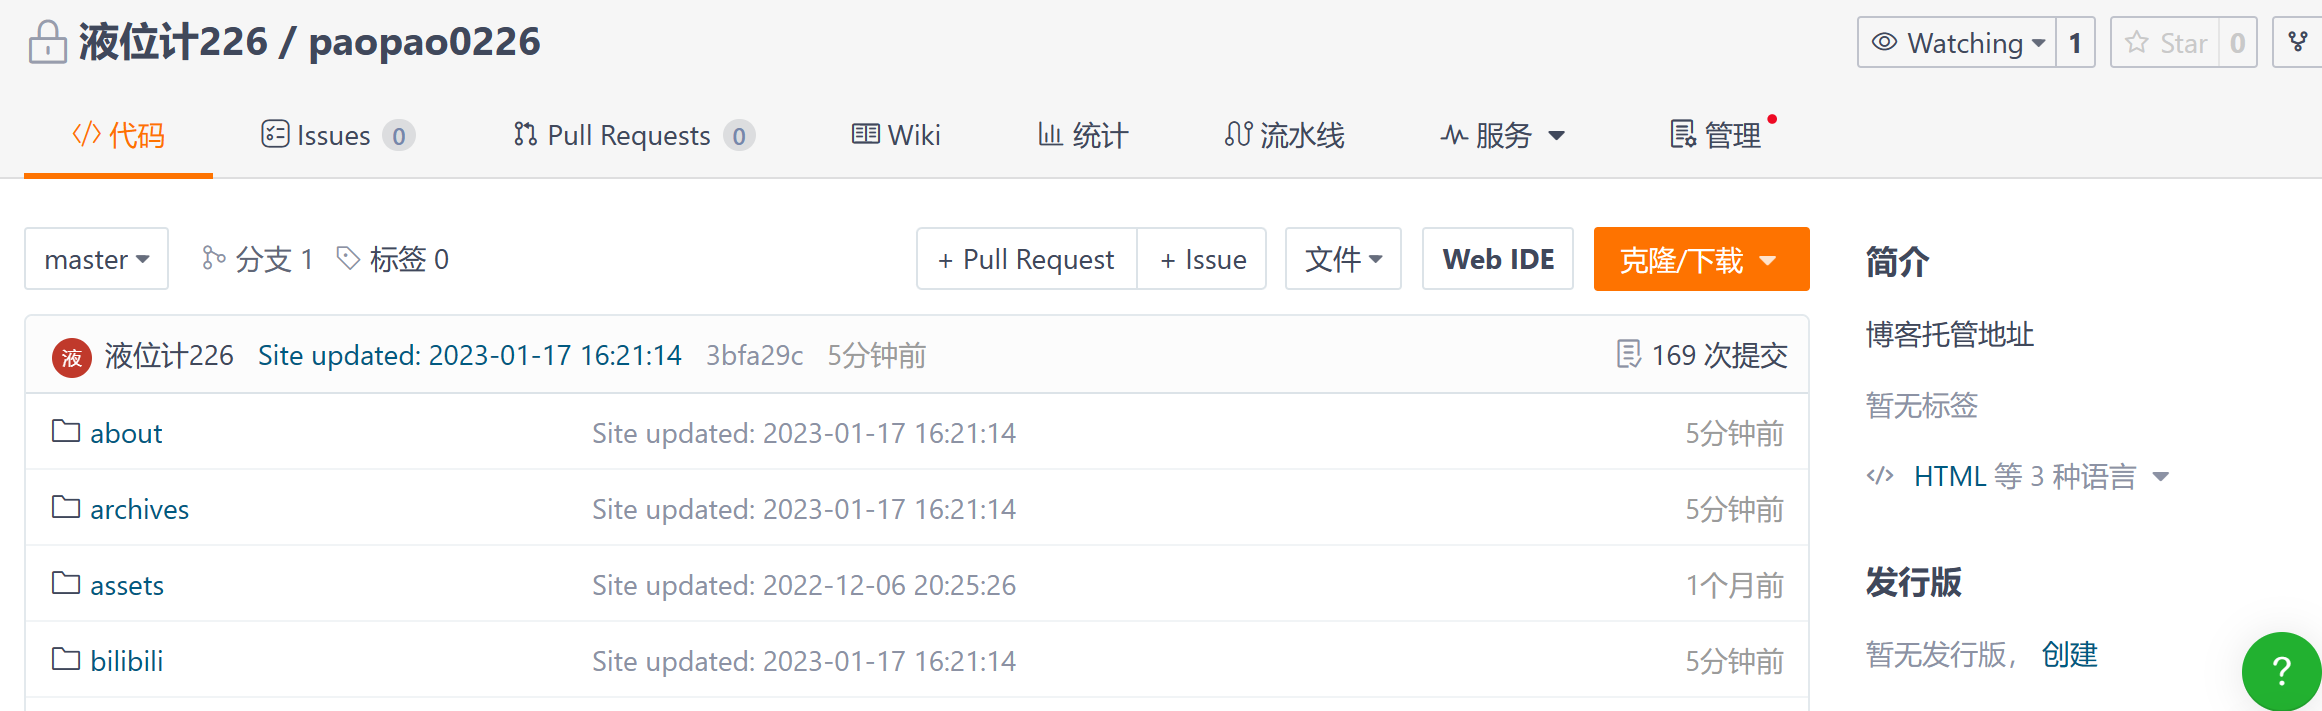 液位计226 / paopao0226
Watching 1 Star 0
代码 Issues 0 Pull Requests 0 Wiki 统计 流水线 服务 管理
master 分支 1 标签 0 + Pull Request + Issue 文件 Web IDE 克隆/下载
简介
液 液位计226 Site updated: 2023-01-17 16:21:14 3bfa29c 5分钟前 169 次提交
博客托管地址
暂无标签
about Site updated: 2023-01-17 16:21:14 5分钟前
HTML 等 3 种语言
archives Site updated: 2023-01-17 16:21:14 5分钟前
assets Site updated: 2022-12-06 20:25:26 1个月前
发行版
bilibili Site updated: 2023-01-17 16:21:14 5分钟前
暂无发行版， 创建
?